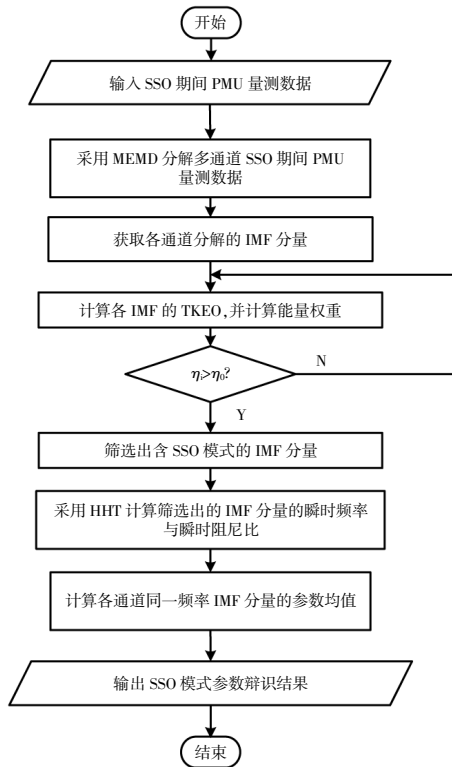 开始
输入 SSO 期间 PMU 量测数据
采用 MEMD 分解多通道 SSO 期间 PMU
量测数据
获取各通道分解的 IMF 分量
计算各 IMF 的 TKEO,并计算能量权重
ηᵢ>η₀?
N
Y
筛选出含 SSO 模式的 IMF 分量
采用 HHT 计算筛选出的 IMF 分量的瞬时频率
与瞬时阻尼比
计算各通道同一频率 IMF 分量的参数均值
输出 SSO 模式参数辩识结果
结束